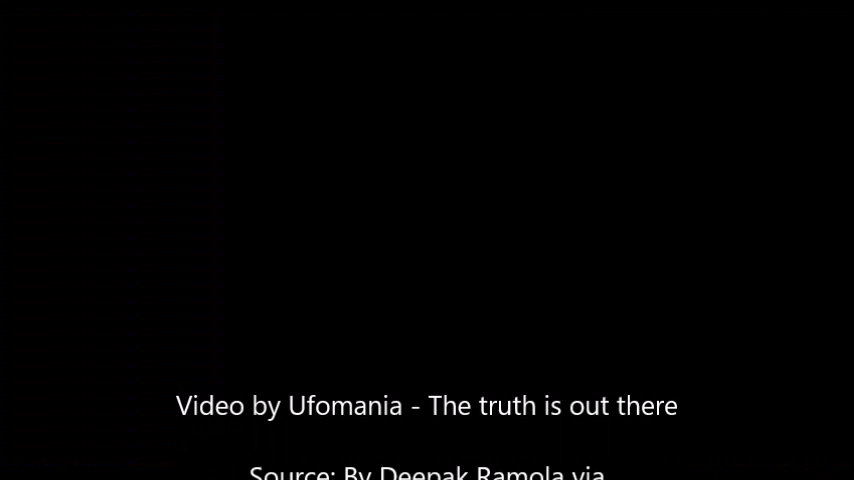 Video by Ufomania - The truth is out there
Source: By Deepak Ramola via